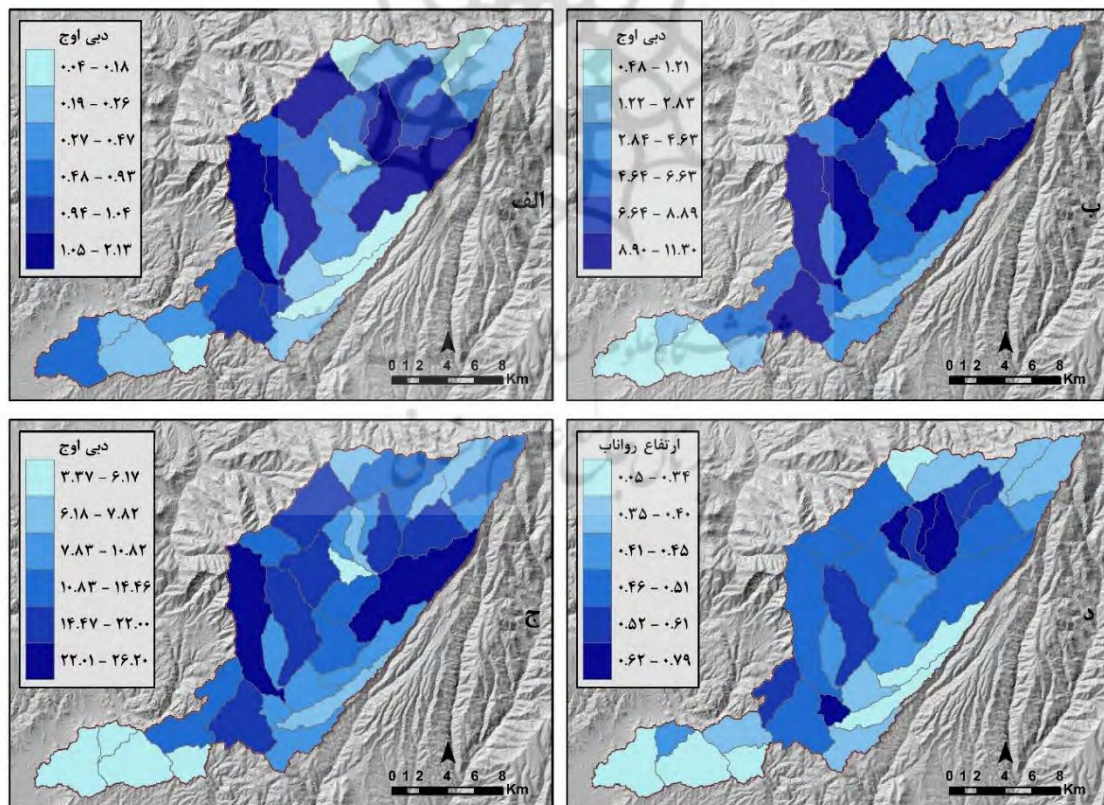 دبی اوج
۰.۰۴ - ۰.۱۸
۰.۱۹ - ۰.۲۶
۰.۲۷ - ۰.۴۷
۰.۴۸ - ۰.۹۳
۰.۹۴ - ۱.۰۴
۱.۰۵ - ۲.۱۳
الف
0 1 2 4 6 8
Km
دبی اوج
۰.۴۸ - ۱.۲۱
۱.۲۲ - ۲.۸۳
۲.۸۴ - ۴.۶۳
۴.۶۴ - ۶.۶۳
۶.۶۴ - ۸.۸۹
۸.۹۰ - ۱۱.۳۰
ب
0 1 2 4 6 8
Km
دبی اوج
۳.۳۷ - ۶.۱۷
۶.۱۸ - ۷.۸۲
۷.۸۳ - ۱۰.۸۲
۱۰.۸۳ - ۱۴.۴۶
۱۴.۴۷ - ۲۲.۰۰
۲۲.۰۱ - ۲۶.۲۰
ج
0 1 2 4 6 8
Km
ارتفاع رواناب
۰.۰۵ - ۰.۳۴
۰.۳۵ - ۰.۴۰
۰.۴۱ - ۰.۴۵
۰.۴۶ - ۰.۵۱
۰.۵۲ - ۰.۶۱
۰.۶۲ - ۰.۷۹
د
0 1 2 4 6 8
Km